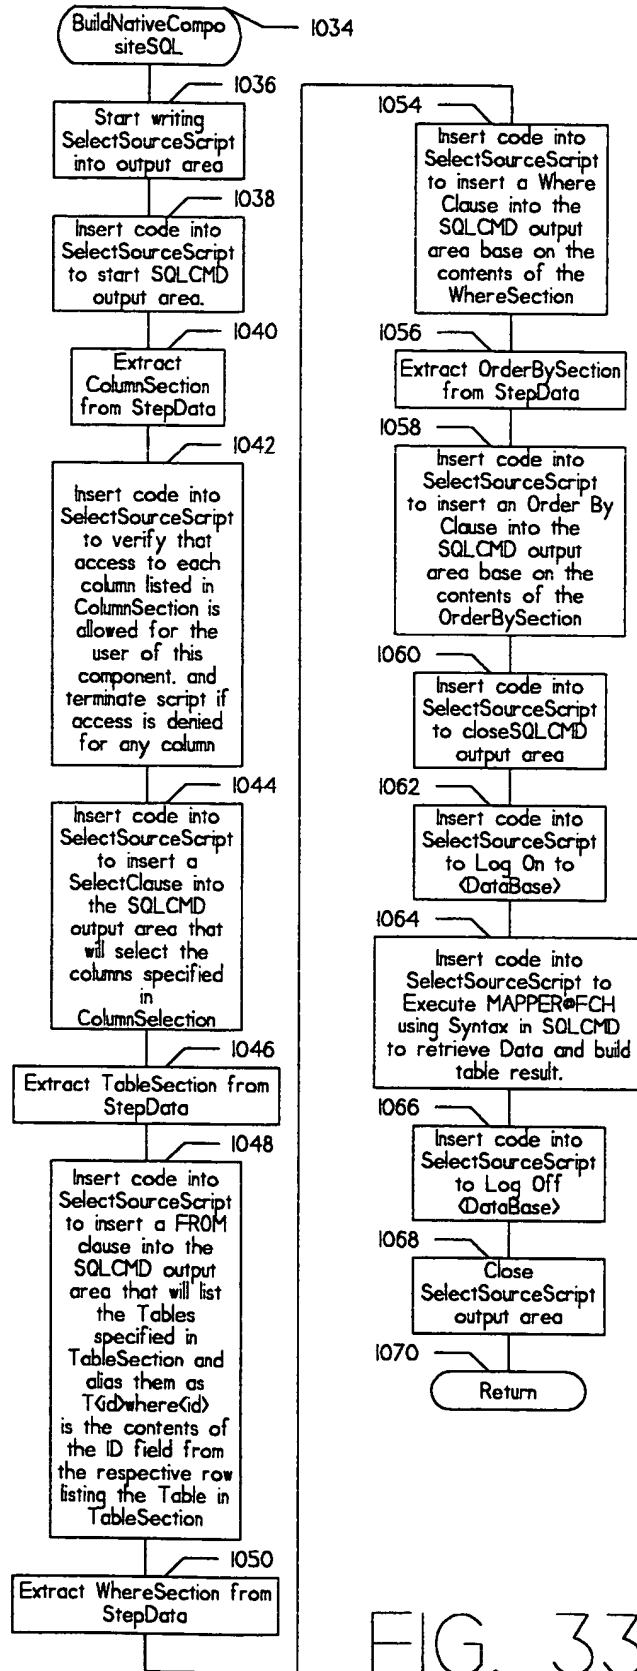 BuildNativeCompo
siteSQL
1034
1036
Start writing
SelectSourceScript
into output area
1038
Insert code into
SelectSourceScript
to start SQLCMD
output area.
1040
Extract
ColumnSection
from StepData
1042
Insert code into
SelectSourceScript
to verify that
access to each
column listed in
ColumnSection is
allowed for the
user of this
component. and
terminate script if
access is denied
for any column
1044
Insert code into
SelectSourceScript
to insert a
SelectClause into
the SQLCMD
output area that
will select the
columns specified
in
ColumnSelection
1046
Extract TableSection from
StepData
1048
Insert code into
SelectSourceScript
to insert a FROM
clause into the
SQLCMD output
area that will list
the Tables
specified in
TableSection and
alias them as
T<id>where<id>
is the contents of
the ID field from
the respective row
listing the Table in
TableSection
1050
Extract WhereSection from
StepData
1054
Insert code into
SelectSourceScript
to insert a Where
Clause into the
SQLCMD output
area base on the
contents of the
WhereSection
1056
Extract OrderBySection
from StepData
1058
Insert code into
SelectSourceScript
to insert an Order By
Clause into the
SQLCMD output
area base on the
contents of the
OrderBySection
1060
Insert code into
SelectSourceScript
to closeSQLCMD
output area
1062
Insert code into
SelectSourceScript
to Log On to
<DataBase>
1064
Insert code into
SelectSourceScript to
Execute MAPPER@FCH
using Syntax in SQLCMD
to retrieve Data and build
table result.
1066
Insert code into
SelectSourceScript
to Log Off
<DataBase>
1068
Close
SelectSourceScript
output area
1070
Return
FIG. 33